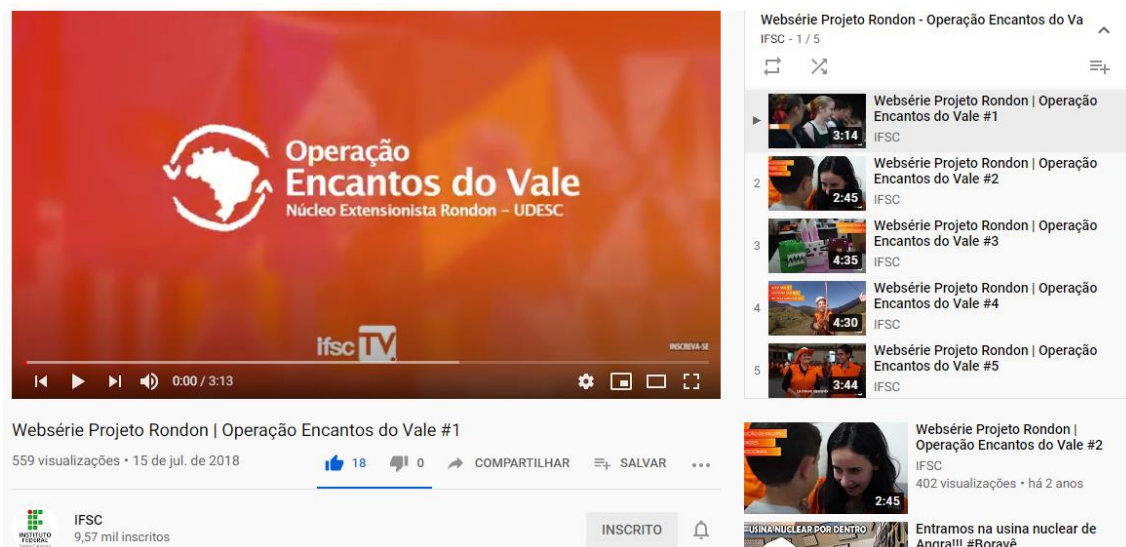 Operação
Encantos do Vale
Núcleo Extensionista Rondon – UDESC
ifsc TV
INSCREVA-SE
0:00 / 3:13
Websérie Projeto Rondon | Operação Encantos do Vale #1
559 visualizações • 15 de jul. de 2018
18
0
COMPARTILHAR
SALVAR
INSTITUTO
FEDERAL
IFSC
9,57 mil inscritos
INSCRITO
Websérie Projeto Rondon - Operação Encantos do Va
IFSC - 1 / 5
3:14
Websérie Projeto Rondon | Operação
Encantos do Vale #1
IFSC
2
2:45
Websérie Projeto Rondon | Operação
Encantos do Vale #2
IFSC
3
4:35
Websérie Projeto Rondon | Operação
Encantos do Vale #3
IFSC
4
4:30
Websérie Projeto Rondon | Operação
Encantos do Vale #4
IFSC
5
3:44
Websérie Projeto Rondon | Operação
Encantos do Vale #5
IFSC
2:45
Websérie Projeto Rondon |
Operação Encantos do Vale #2
IFSC
402 visualizações • há 2 anos
USINA NUCLEAR POR DENTRO
Entramos na usina nuclear de
Angra!!! #Boravê